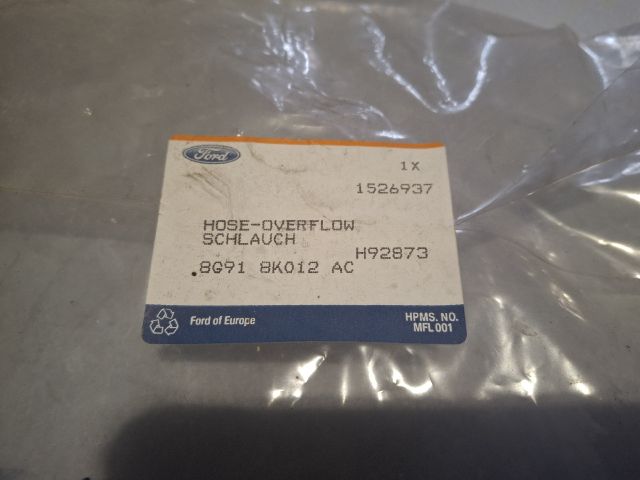 Ford
1X
1526937
HOSE-OVERFLOW
SCHLAUCH
H92873
8G91 8K012 AC
Ford of Europe
HPMS. NO.
MFL 001